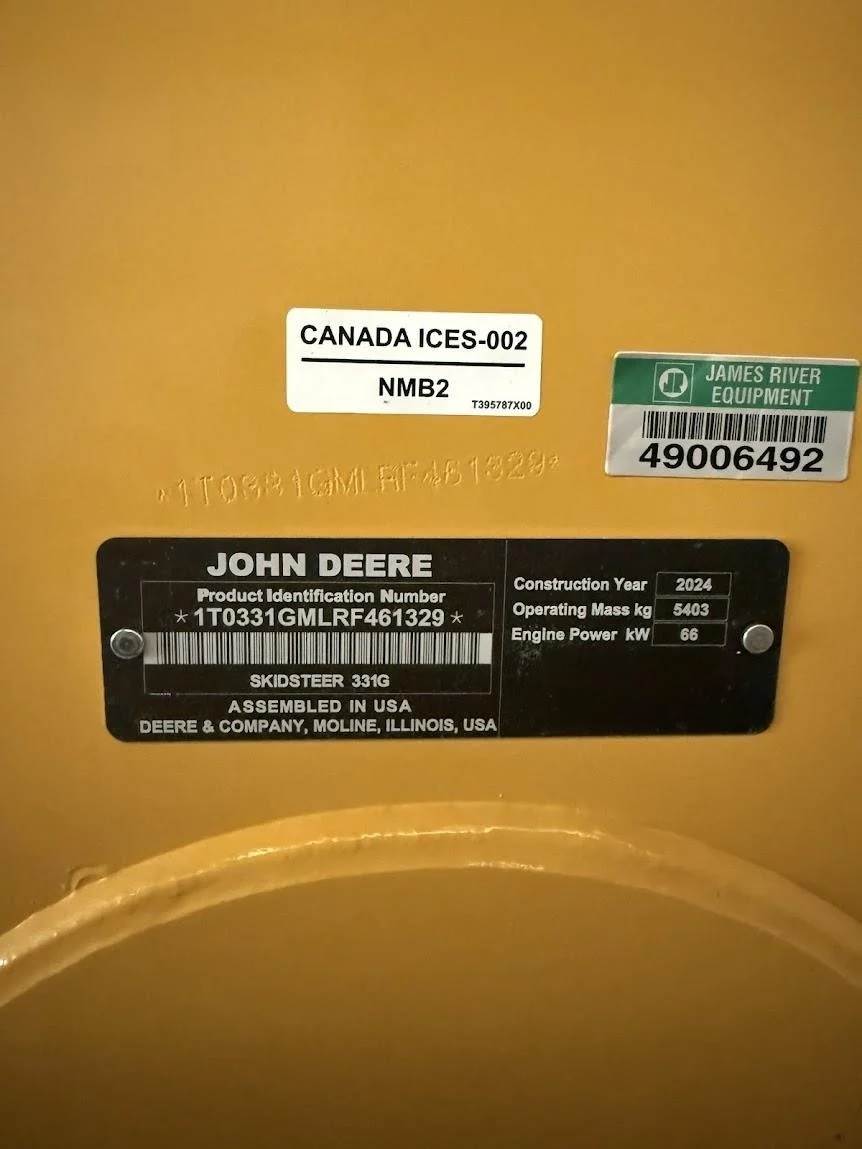 CANADA ICES-002
NMB2
T395787X00
JAMES RIVER
EQUIPMENT
49006492
*1T0331GMLRF461329*
JOHN DEERE
Product Identification Number
*1T0331GMLRF461329*
SKIDSTEER 331G
ASSEMBLED IN USA
DEERE & COMPANY, MOLINE, ILLINOIS, USA
Construction Year 2024
Operating Mass kg 5403
Engine Power kW 66